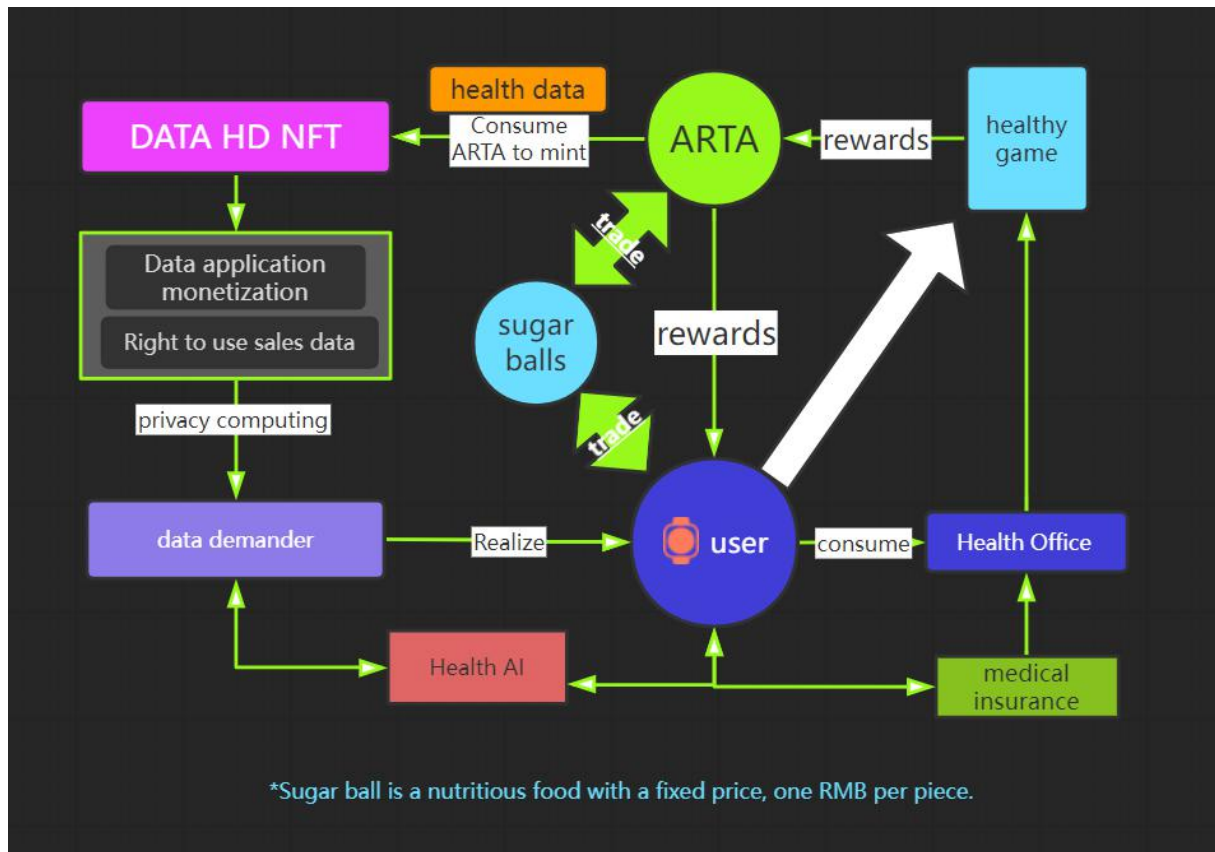 health data
DATA HD NFT
Consume
ARTA to mint
ARTA
rewards
healthy
game
trade
Data application
monetization
Right to use sales data
sugar
balls
rewards
trade
privacy computing
data demander
Realize
user
consume
Health Office
Health AI
medical
insurance
*Sugar ball is a nutritious food with a fixed price, one RMB per piece.